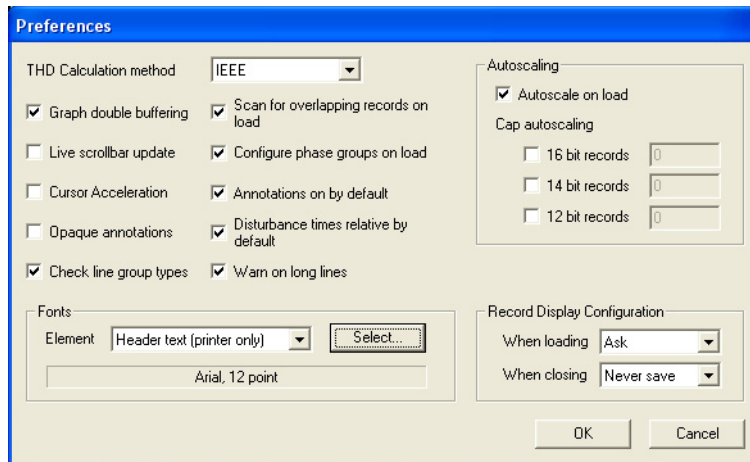 Preferences
THD Calculation method
IEEE
Graph double buffering
Live scrollbar update
Cursor Acceleration
Opaque annotations
Check line group types
Scan for overlapping records on
load
Configure phase groups on load
Annotations on by default
Disturbance times relative by
default
Warn on long lines
Autoscaling
Autoscale on load
Cap autoscaling
16 bit records 0
14 bit records 0
12 bit records 0
Fonts
Element Header text (printer only) Select...
Arial, 12 point
Record Display Configuration
When loading Ask
When closing Never save
OK Cancel